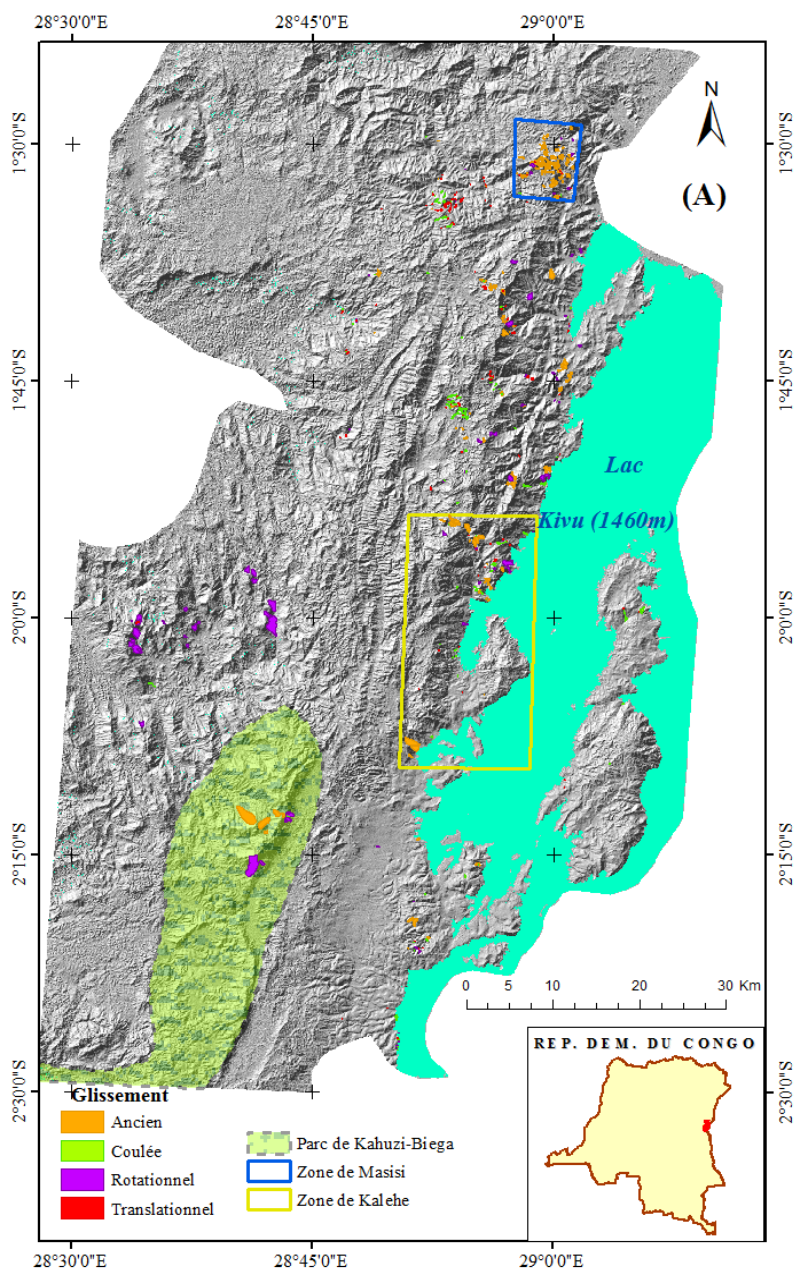 28°30'0"E 28°45'0"E 29°0'0"E
N
(A)
1°30'0"S
1°30'0"S
1°45'0"S
1°45'0"S
Lac
Kivu (1460m)
2°0'0"S
2°0'0"S
2°15'0"S
2°15'0"S
0 5 10 20 30 Km
REP. DEM. DU CONGO
2°30'0"S
2°30'0"S
Glissement
Ancien
Coulée
Rotationnel
Translationnel
Parc de Kahuzi-Biega
Zone de Masisi
Zone de Kalehe
28°30'0"E 28°45'0"E 29°0'0"E